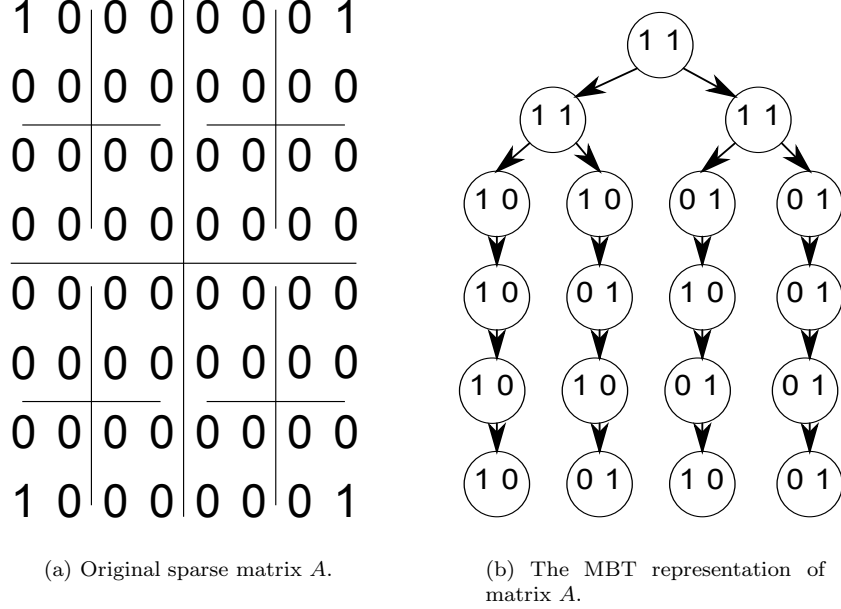 1 0 0 0 0 0 0 1
0 0 0 0 0 0 0 0
0 0 0 0 0 0 0 0
0 0 0 0 0 0 0 0
0 0 0 0 0 0 0 0
0 0 0 0 0 0 0 0
0 0 0 0 0 0 0 0
1 0 0 0 0 0 0 1
(a) Original sparse matrix A.
1 1
1 1 1 1
1 0 1 0 0 1 0 1
1 0 0 1 1 0 0 1
1 0 1 0 0 1 0 1
1 0 0 1 1 0 0 1
(b) The MBT representation of
matrix A.